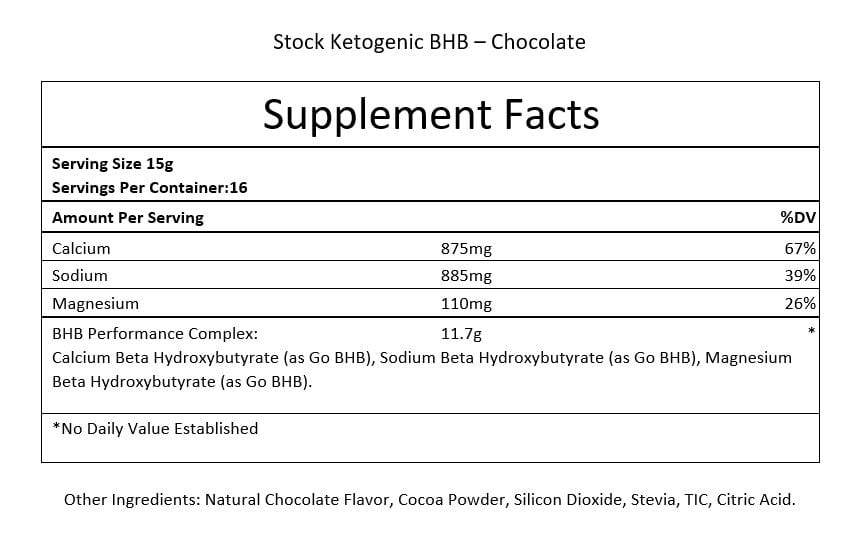 Stock Ketogenic BHB – Chocolate
Supplement Facts
Serving Size 15g
Servings Per Container:16
Amount Per Serving %DV
Calcium 875mg 67%
Sodium 885mg 39%
Magnesium 110mg 26%
BHB Performance Complex: 11.7g *
Calcium Beta Hydroxybutyrate (as Go BHB), Sodium Beta Hydroxybutyrate (as Go BHB), Magnesium
Beta Hydroxybutyrate (as Go BHB).
*No Daily Value Established
Other Ingredients: Natural Chocolate Flavor, Cocoa Powder, Silicon Dioxide, Stevia, TIC, Citric Acid.